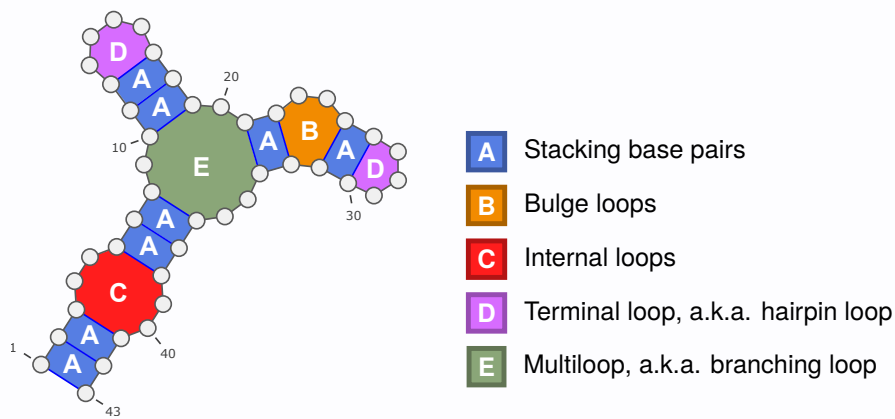 D
A
A
20
10
A
B
A
D
E
30
A
A
C
1
A
A
40
43
A Stacking base pairs
B Bulge loops
C Internal loops
D Terminal loop, a.k.a. hairpin loop
E Multiloop, a.k.a. branching loop